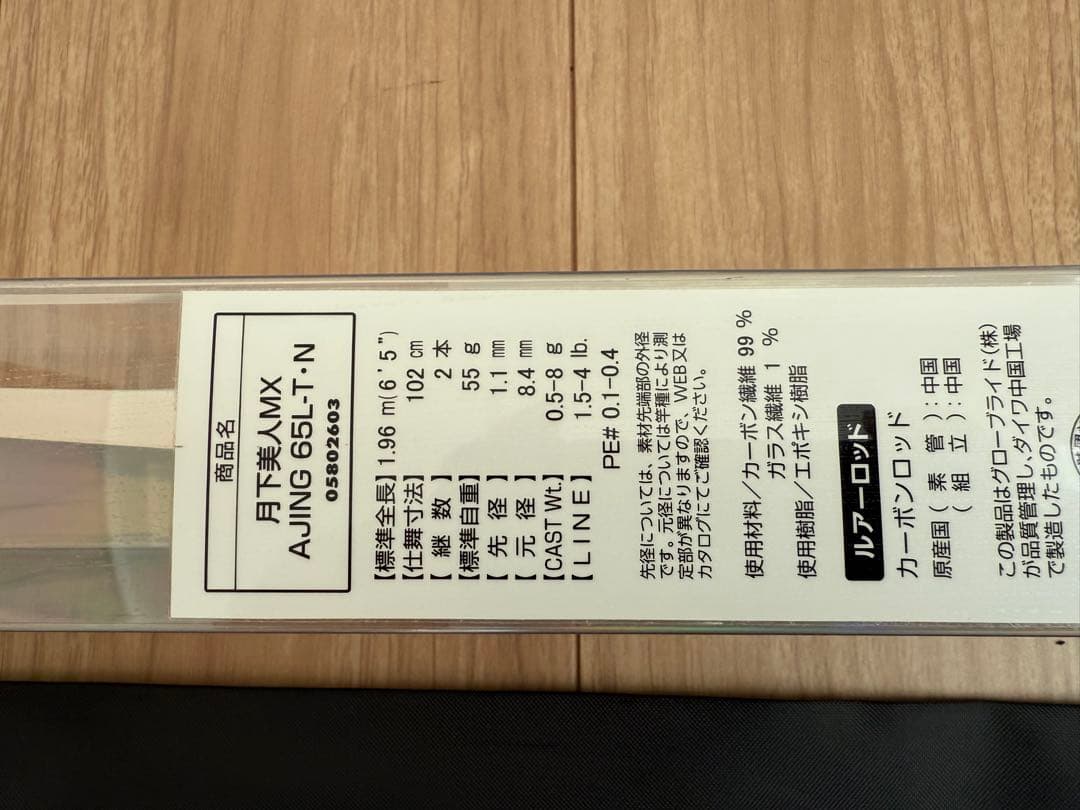 商品名
月下美人MX
AJING 65L-T・N
05802603
【標準全長】1.96 m(6'5")
【仕舞寸法】 102 cm
【継数】 2 本
【標準自重】 55 g
【先径】 1.1 mm
【元径】 8.4 mm
【CAST Wt.】 0.5-8 g
【LINE】 1.5-4 lb.
PE# 0.1-0.4
先径については、素材先端部の外径
です。元径については竿種により測
定部が異なりますので、WEB又は
カタログにてご確認ください。
使用材料/カーボン繊維 99 %
ガラス繊維 1 %
使用樹脂/エポキシ樹脂
ルアーロッド
カーボンロッド
原産国(素管):中国
(組立):中国
この製品はグローブライド(株)
が品質管理し、ダイワ中国工場
で製造したものです。